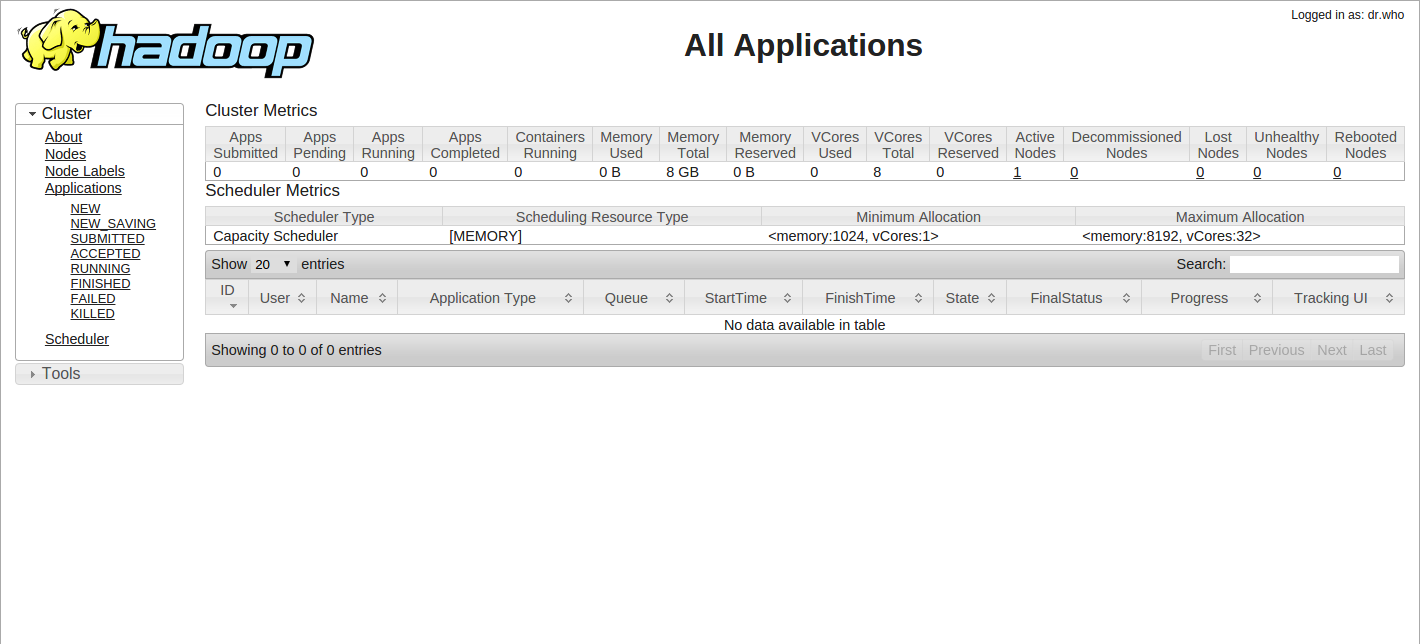 Logged in as: dr.who
hadoop
All Applications
Cluster
About
Nodes
Node Labels
Applications
NEW
NEW_SAVING
SUBMITTED
ACCEPTED
RUNNING
FINISHED
FAILED
KILLED
Scheduler
Tools
Cluster Metrics
Apps Submitted Apps Pending Apps Running Apps Completed Containers Running Memory Used Memory Total Memory Reserved VCores Used VCores Total VCores Reserved Active Nodes Decommissioned Nodes Lost Nodes Unhealthy Nodes Rebooted Nodes
0 0 0 0 0 0 B 8 GB 0 B 0 8 0 1 0 0 0 0
Scheduler Metrics
Scheduler Type Scheduling Resource Type Minimum Allocation Maximum Allocation
Capacity Scheduler [MEMORY] <memory:1024, vCores:1> <memory:8192, vCores:32>
Show 20 entries Search:
ID User Name Application Type Queue StartTime FinishTime State FinalStatus Progress Tracking UI
No data available in table
Showing 0 to 0 of 0 entries First Previous Next Last